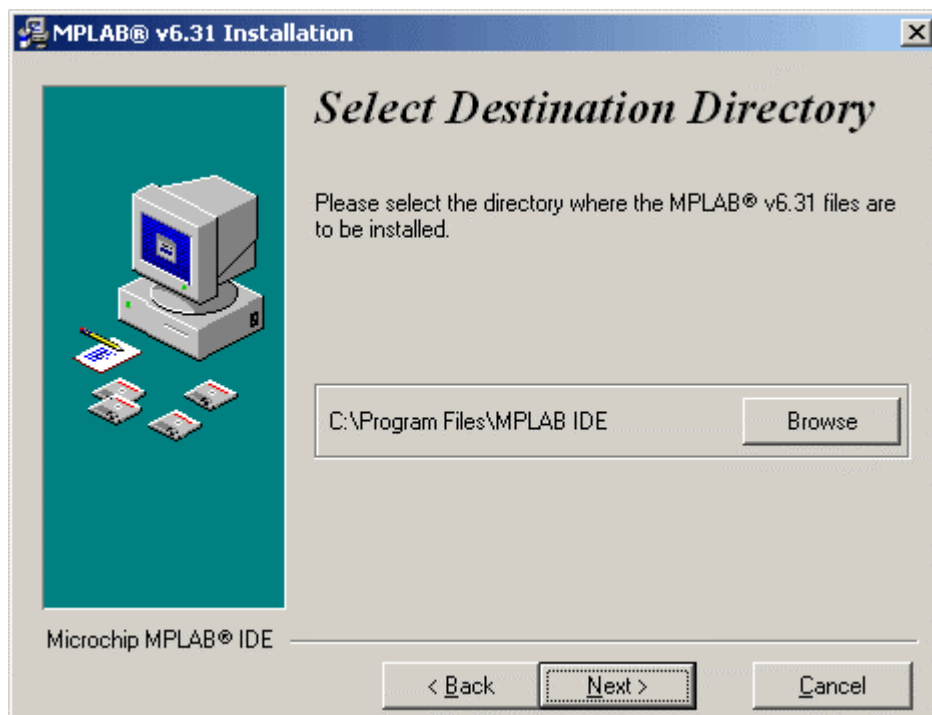 MPLAB® v6.31 Installation
Select Destination Directory
Please select the directory where the MPLAB® v6.31 files are
to be installed.
C:\Program Files\MPLAB IDE
Browse
Microchip MPLAB® IDE
< Back
Next >
Cancel